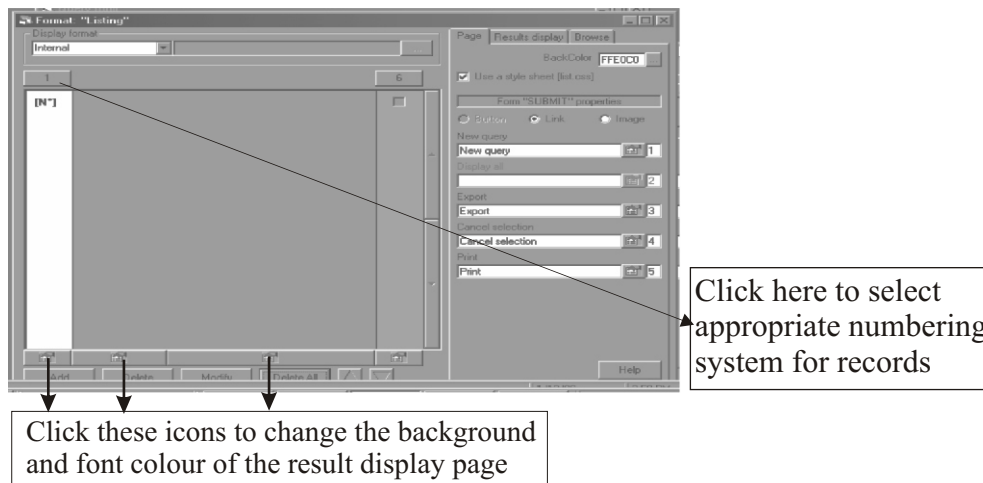 Format: "Listing"
Display format
Internal
...
1
6
[N°]
Add
Delete
Modify
Delete All
Page
Results display
Browse
BackColor
FFE0C0
...
Use a style sheet [list.css]
Form "SUBMIT" properties
Button
Link
Image
New query
New query
1
Display all
2
Export
Export
3
Cancel selection
Cancel selection
4
Print
Print
5
Help
Click here to select
appropriate numbering
system for records
Click these icons to change the background
and font colour of the result display page